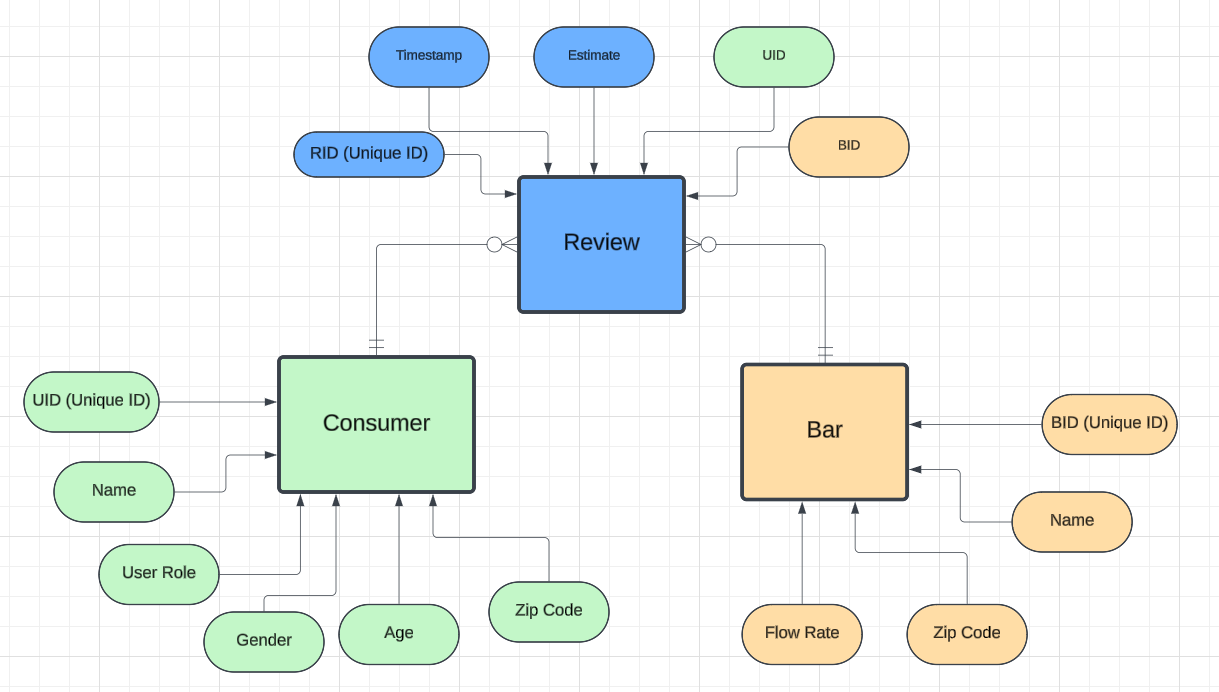 Timestamp
Estimate
UID
BID
RID (Unique ID)
Review
Consumer
Bar
UID (Unique ID)
Name
User Role
Gender
Age
Zip Code
BID (Unique ID)
Name
Flow Rate
Zip Code